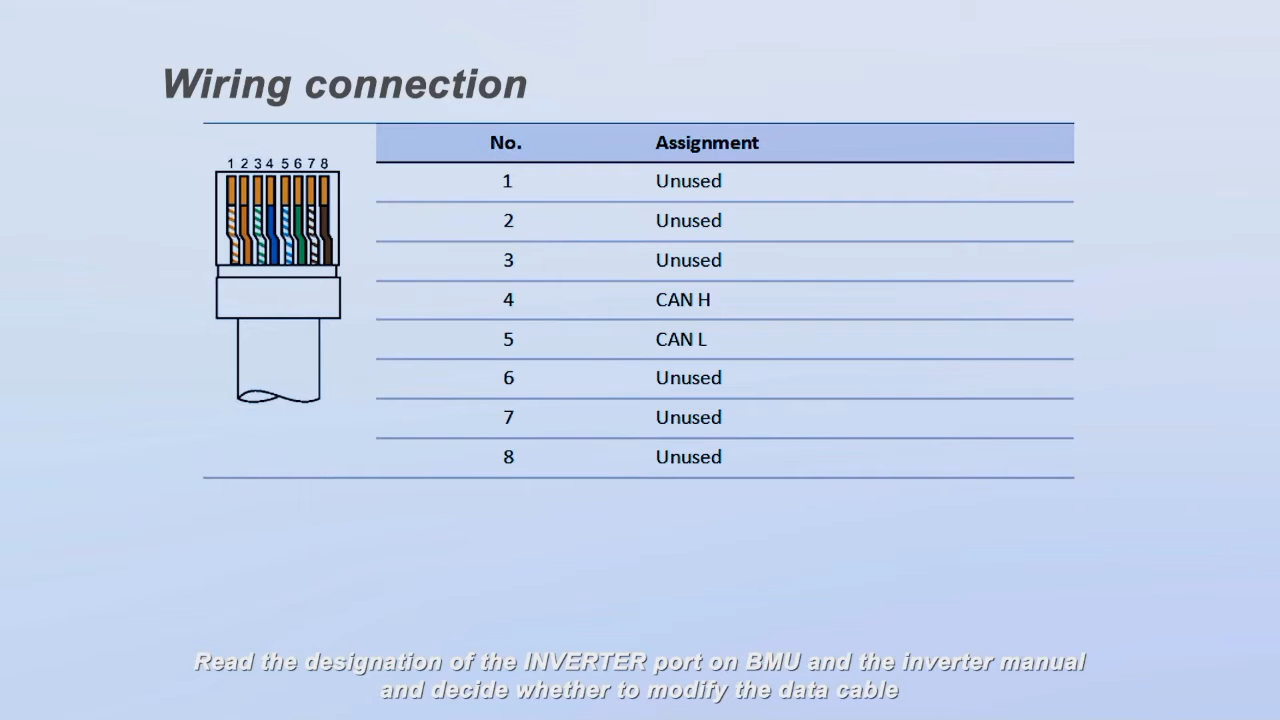 Wiring connection
No. Assignment
1 2 3 4 5 6 7 8
1 Unused
2 Unused
3 Unused
4 CAN H
5 CAN L
6 Unused
7 Unused
8 Unused
Read the designation of the INVERTER port on BMU and the inverter manual
and decide whether to modify the data cable